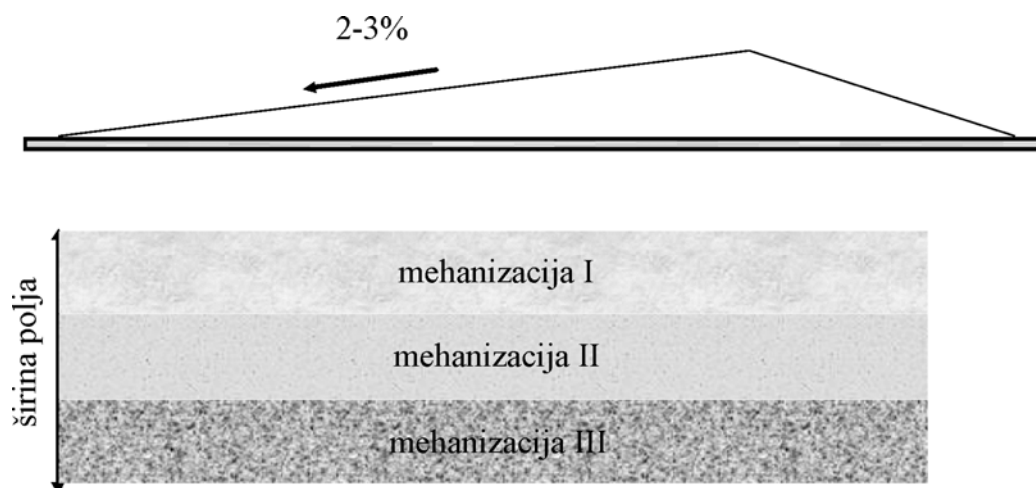 2-3%
širina polja
mehanizacija I
mehanizacija II
mehanizacija III